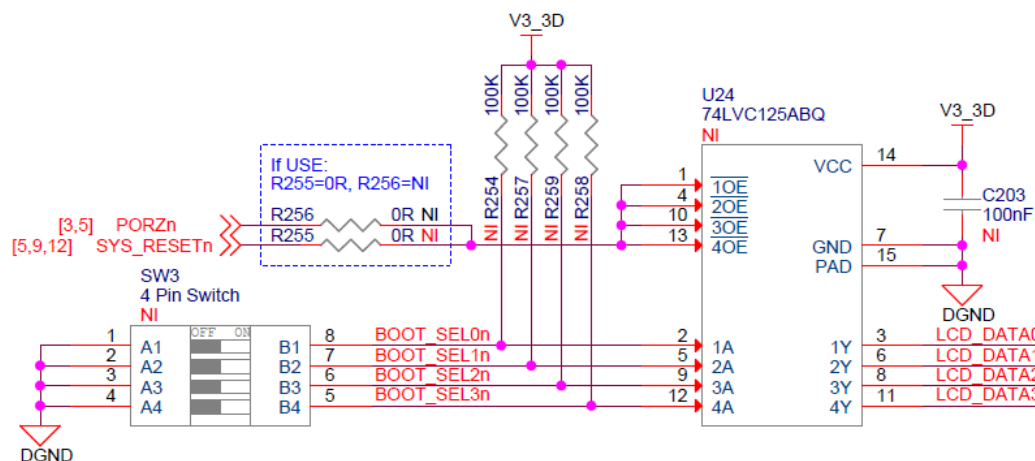 V3_3D
100K
100K
100K
100K
NI R254
NI R257
NI R259
NI R258
If USE:
R255=0R, R256=NI
[3,5] PORZn
R256 0R NI
[5,9,12] SYS_RESETn
R255 0R NI
SW3
4 Pin Switch
NI
OFF ON
1 A1 B1 8 BOOT_SEL0n
2 A2 B2 7 BOOT_SEL1n
3 A3 B3 6 BOOT_SEL2n
4 A4 B4 5 BOOT_SEL3n
DGND
U24
74LVC125ABQ
NI
1 1OE
4 2OE
10 3OE
13 4OE
VCC 14
GND 7
PAD 15
2 1A 1Y 3 LCD_DATA0
5 2A 2Y 6 LCD_DATA1
9 3A 3Y 8 LCD_DATA2
12 4A 4Y 11 LCD_DATA3
V3_3D
C203
100nF
NI
DGND